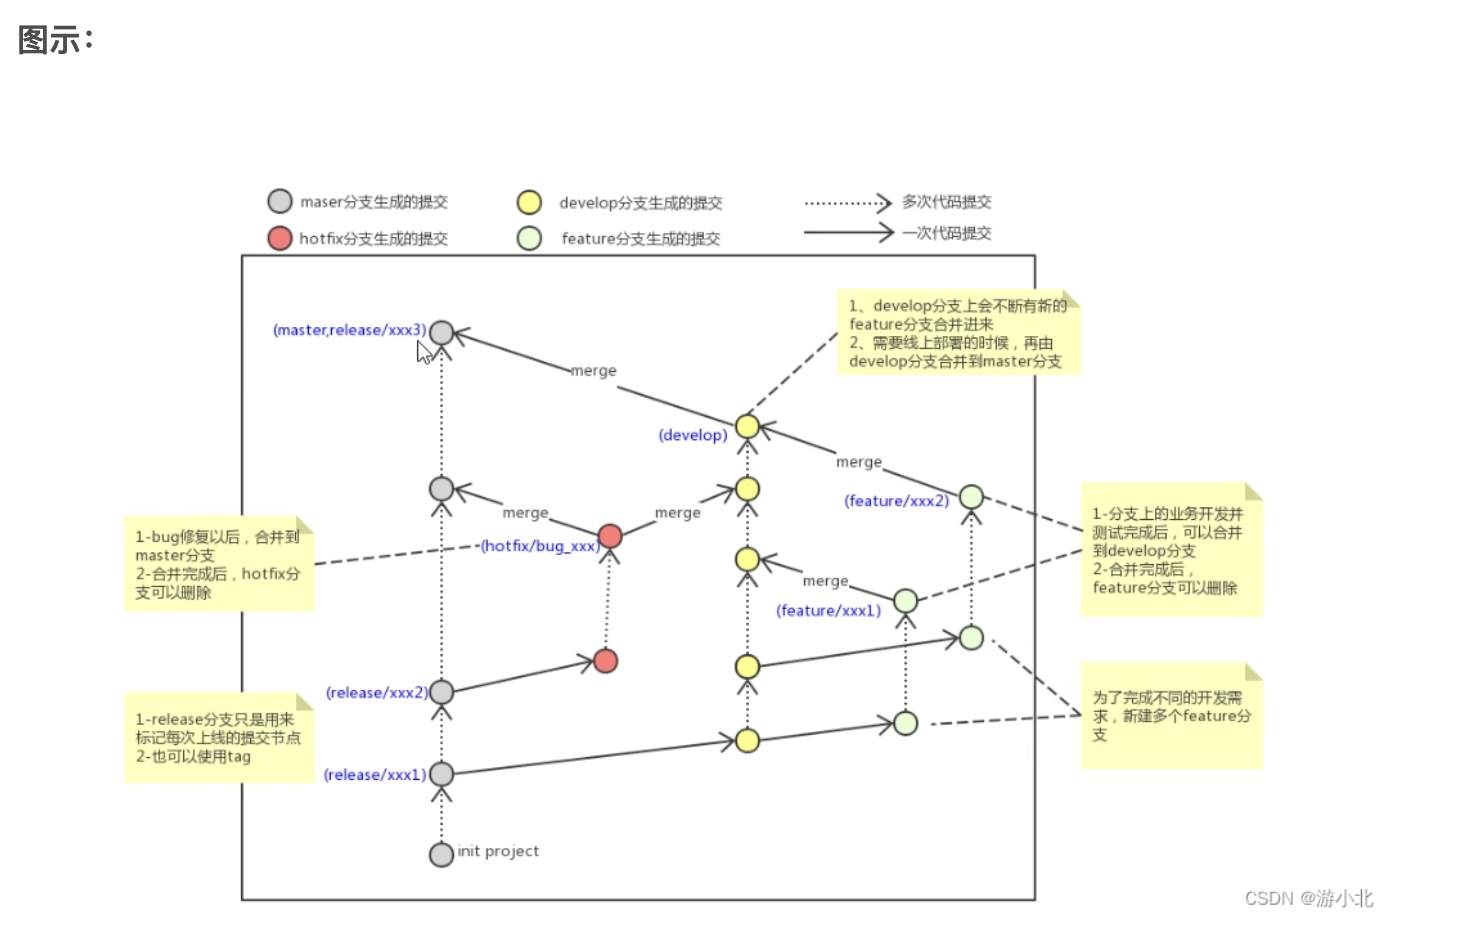 图示：
maser分支生成的提交
develop分支生成的提交
多次代码提交
hotfix分支生成的提交
feature分支生成的提交
一次代码提交
1、develop分支上会不断有新的
feature分支合并进来
2、需要线上部署的时候，再由
develop分支合并到master分支
(master,release/xxx3)
merge
(develop)
merge
(feature/xxx2)
merge
merge
(hotfix/bug_xxx)
1-bug修复以后，合并到
master分支
2-合并完成后，hotfix分
支可以删除
1-分支上的业务开发并
测试完成后，可以合并
到develop分支
2-合并完成后，
feature分支可以删除
merge
(feature/xxx1)
(release/xxx2)
1-release分支只是用来
标记每次上线的提交节点
2-也可以使用tag
为了完成不同的开发需
求，新建多个feature分
支
(release/xxx1)
init project
CSDN @游小北